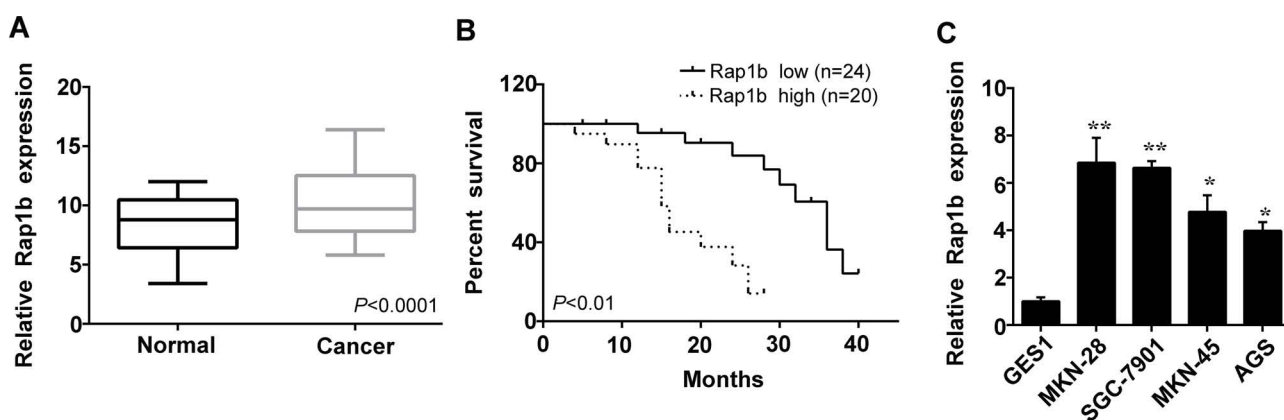 A
Relative Rap1b expression
20
15
10
5
0
Normal
Cancer
P<0.0001
B
Percent survival
120
80
40
0
Rap1b low (n=24)
Rap1b high (n=20)
P<0.01
0
10
20
30
40
Months
C
Relative Rap1b expression
10
8
6
4
2
0
**
**
*
*
GES1
MKN-28
SGC-7901
MKN-45
AGS